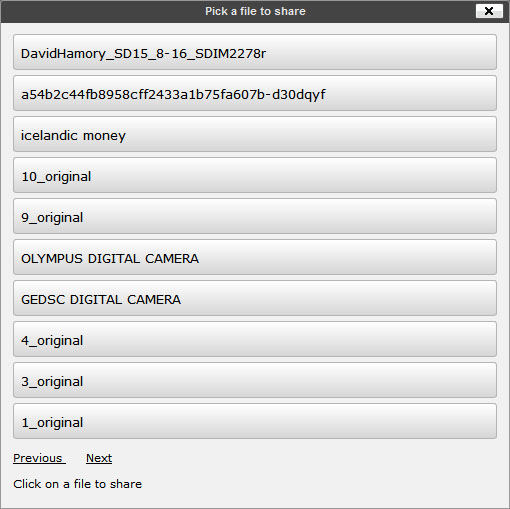 Pick a file to share
DavidHamory_SD15_8-16_SDIM2278r
a54b2c44fb8958cff2433a1b75fa607b-d30dqyf
icelandic money
10_original
9_original
OLYMPUS DIGITAL CAMERA
GEDSC DIGITAL CAMERA
4_original
3_original
1_original
Previous Next
Click on a file to share